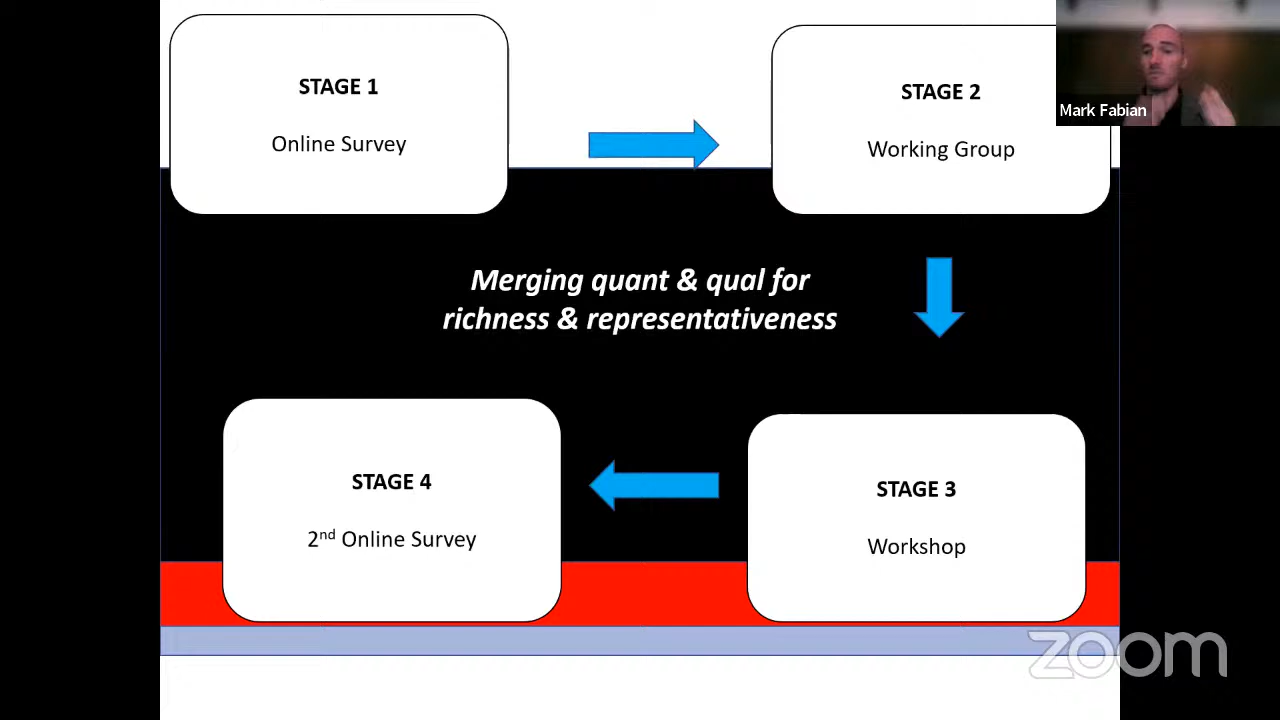 STAGE 1
Online Survey
STAGE 2
Working Group
Mark Fabian
Merging quant & qual for
richness & representativeness
STAGE 4
2nd Online Survey
STAGE 3
Workshop
zoom